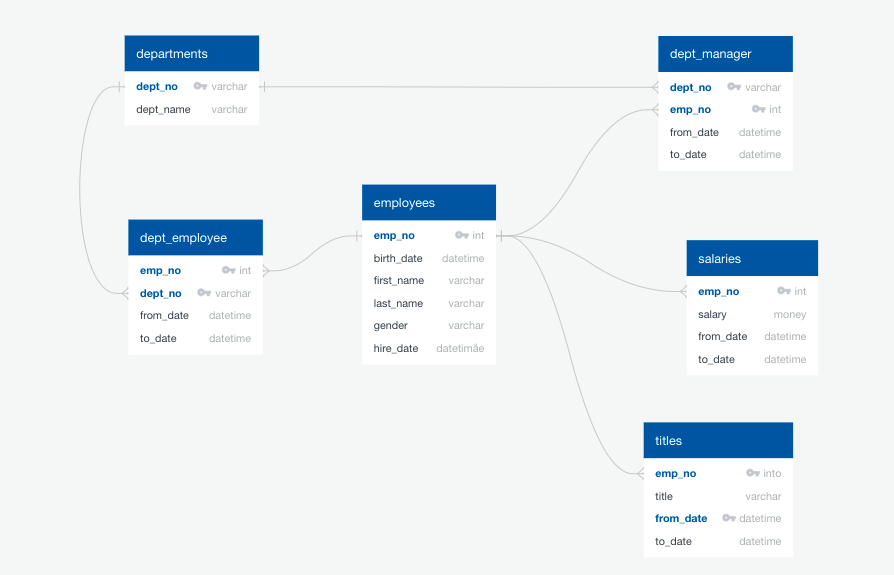 departments
dept_no varchar
dept_name varchar
dept_manager
dept_no varchar
emp_no int
from_date datetime
to_date datetime
employees
emp_no int
birth_date datetime
first_name varchar
last_name varchar
gender varchar
hire_date datetimãe
dept_employee
emp_no int
dept_no varchar
from_date datetime
to_date datetime
salaries
emp_no int
salary money
from_date datetime
to_date datetime
titles
emp_no into
title varchar
from_date datetime
to_date datetime